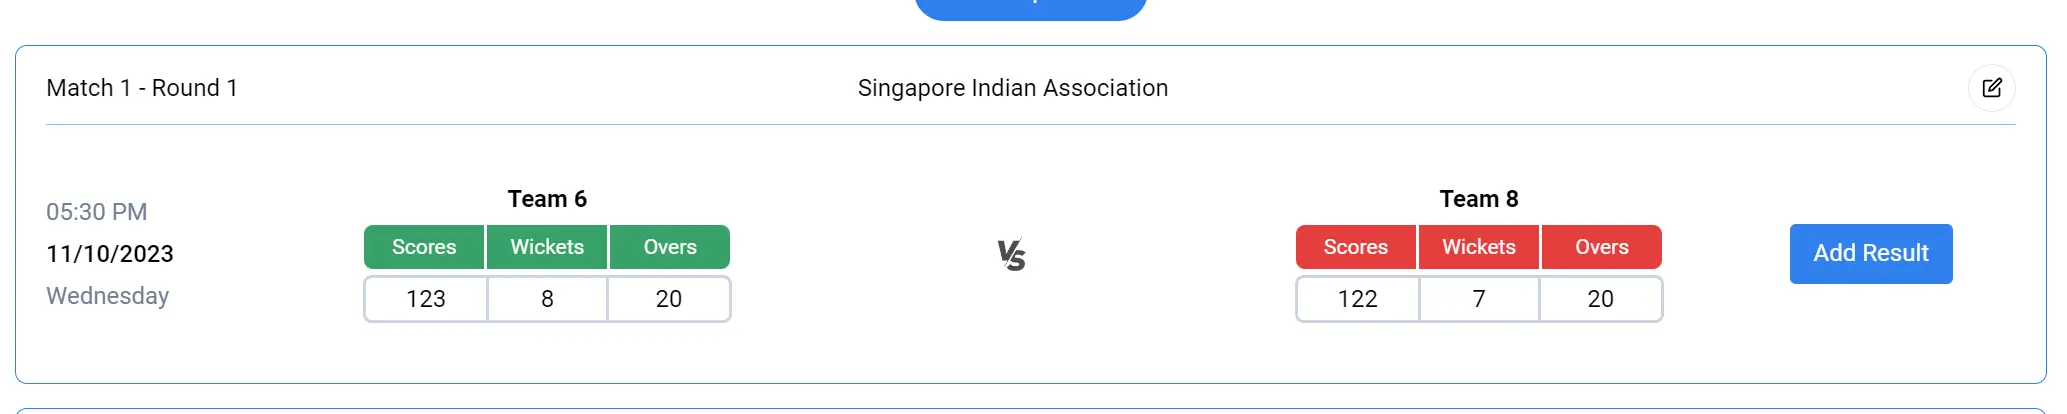 Match 1 - Round 1
Singapore Indian Association
05:30 PM
11/10/2023
Wednesday
Team 6
Scores Wickets Overs
123 8 20
VS
Team 8
Scores Wickets Overs
122 7 20
Add Result